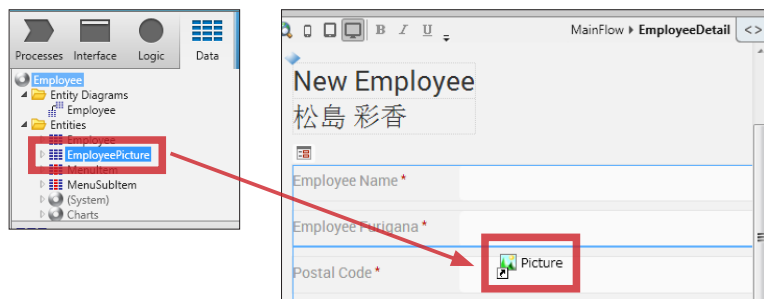 Processes Interface Logic Data
Employee
Entity Diagrams
Employee
Entities
Employee
EmployeePicture
MenuItem
MenuSubItem
(System)
Charts
B I U
MainFlow EmployeeDetail <>
New Employee
松島 彩香
Employee Name *
Employee Furigana *
Picture
Postal Code *